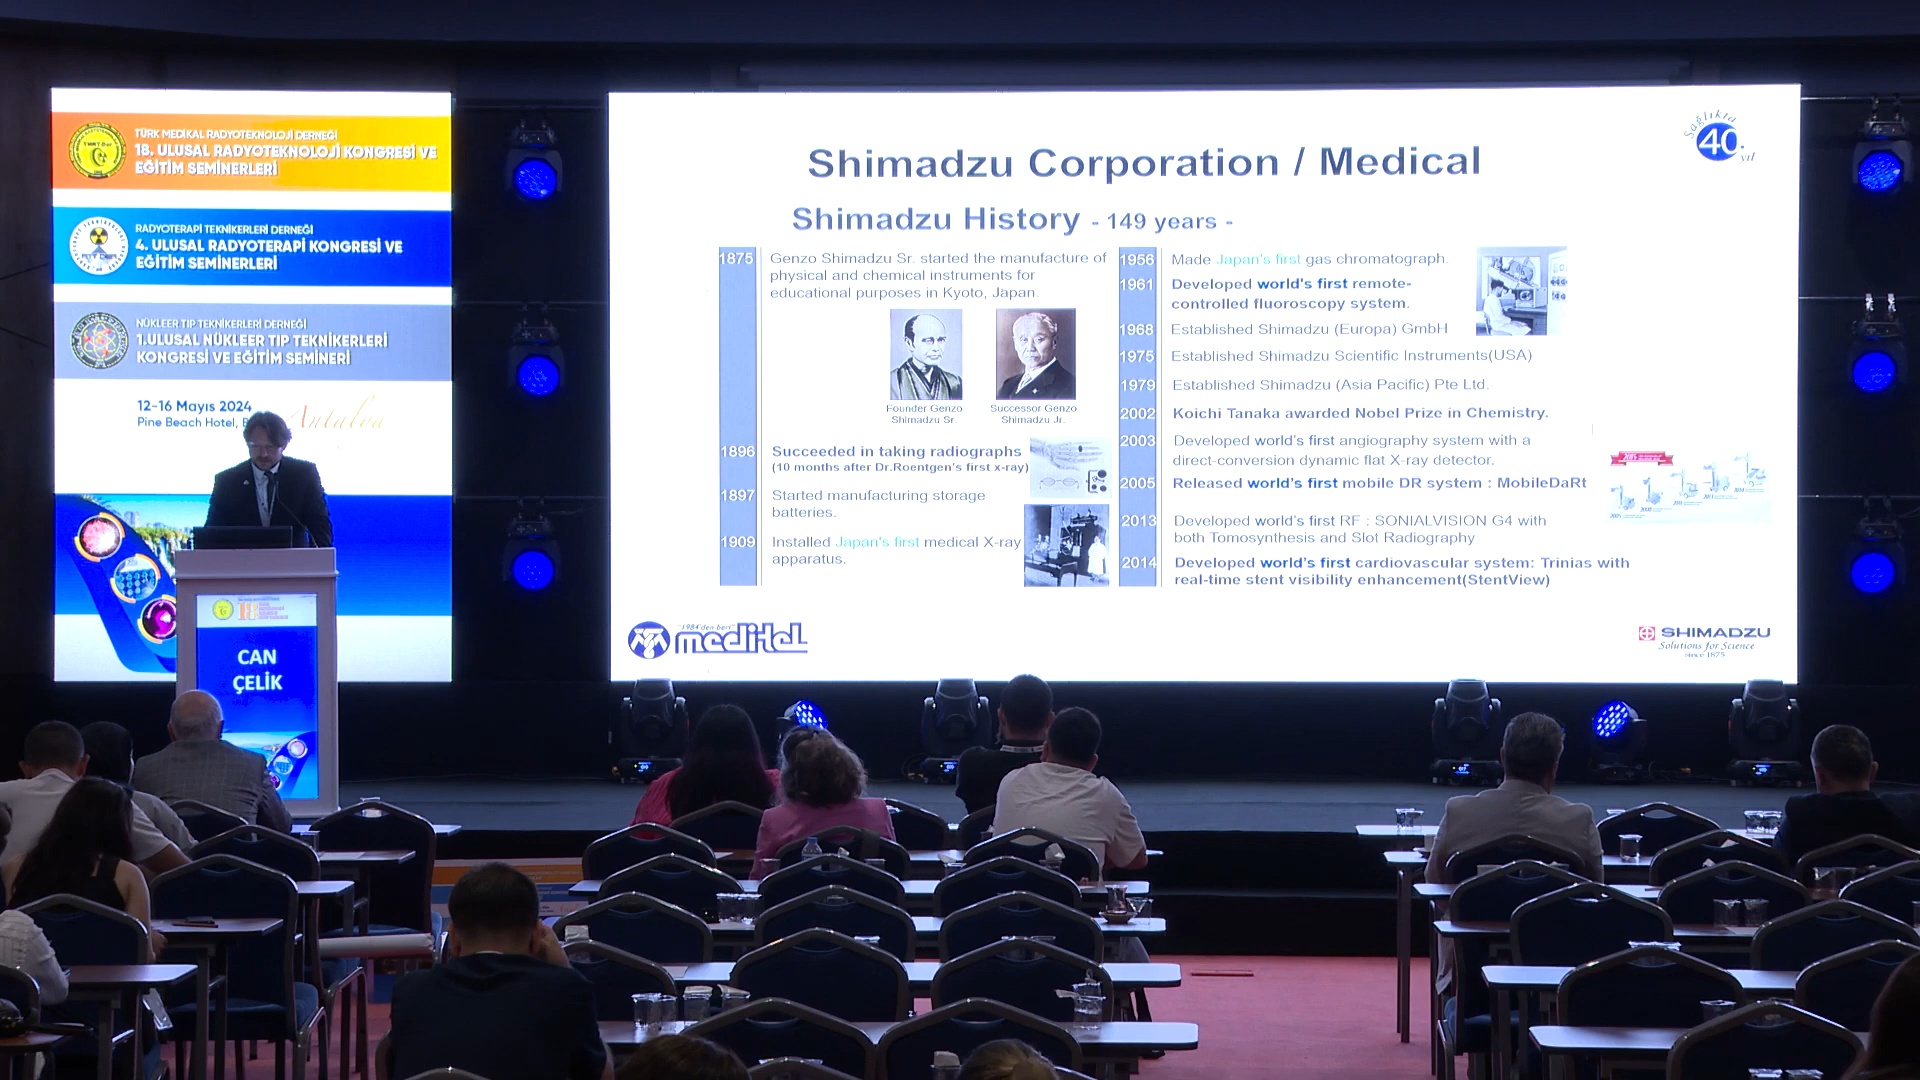 TÜRK MEDİKAL RADYOTEKNOLOJİ DERNEĞİ
18. ULUSAL RADYOTEKNOLOJİ KONGRESİ VE
EĞİTİM SEMİNERLERİ
RADYOTERAPİ TEKNİKERLERİ DERNEĞİ
4. ULUSAL RADYOTERAPİ KONGRESİ VE
EĞİTİM SEMİNERLERİ
NÜKLEER TIP TEKNİKERLERİ DERNEĞİ
1.ULUSAL NÜKLEER TIP TEKNİKERLERİ
KONGRESİ VE EĞİTİM SEMİNERİ
12-16 Mayıs 2024
Pine Beach Hotel,
Antalya
18
CAN
ÇELİK
Sağlıkta
40.
yıl
Shimadzu Corporation / Medical
Shimadzu History - 149 years -
1875 Genzo Shimadzu Sr. started the manufacture of
physical and chemical instruments for
educational purposes in Kyoto, Japan.
Founder Genzo
Shimadzu Sr.
Successor Genzo
Shimadzu Jr.
1896 Succeeded in taking radiographs
(10 months after Dr.Roentgen's first x-ray)
1897 Started manufacturing storage
batteries.
1909 Installed Japan's first medical X-ray
apparatus.
1956 Made Japan's first gas chromatograph.
1961 Developed world's first remote-
controlled fluoroscopy system.
1968 Established Shimadzu (Europa) GmbH
1975 Established Shimadzu Scientific Instruments(USA)
1979 Established Shimadzu (Asia Pacific) Pte Ltd.
2002 Koichi Tanaka awarded Nobel Prize in Chemistry.
2003 Developed world's first angiography system with a
direct-conversion dynamic flat X-ray detector.
2005 Released world's first mobile DR system : MobileDaRt
2013 Developed world's first RF : SONIALVISION G4 with
both Tomosynthesis and Slot Radiography
2014 Developed world's first cardiovascular system: Trinias with
real-time stent visibility enhancement(StentView)
"1984'den beri"
meditel
SHIMADZU
Solutions for Science
since 1875